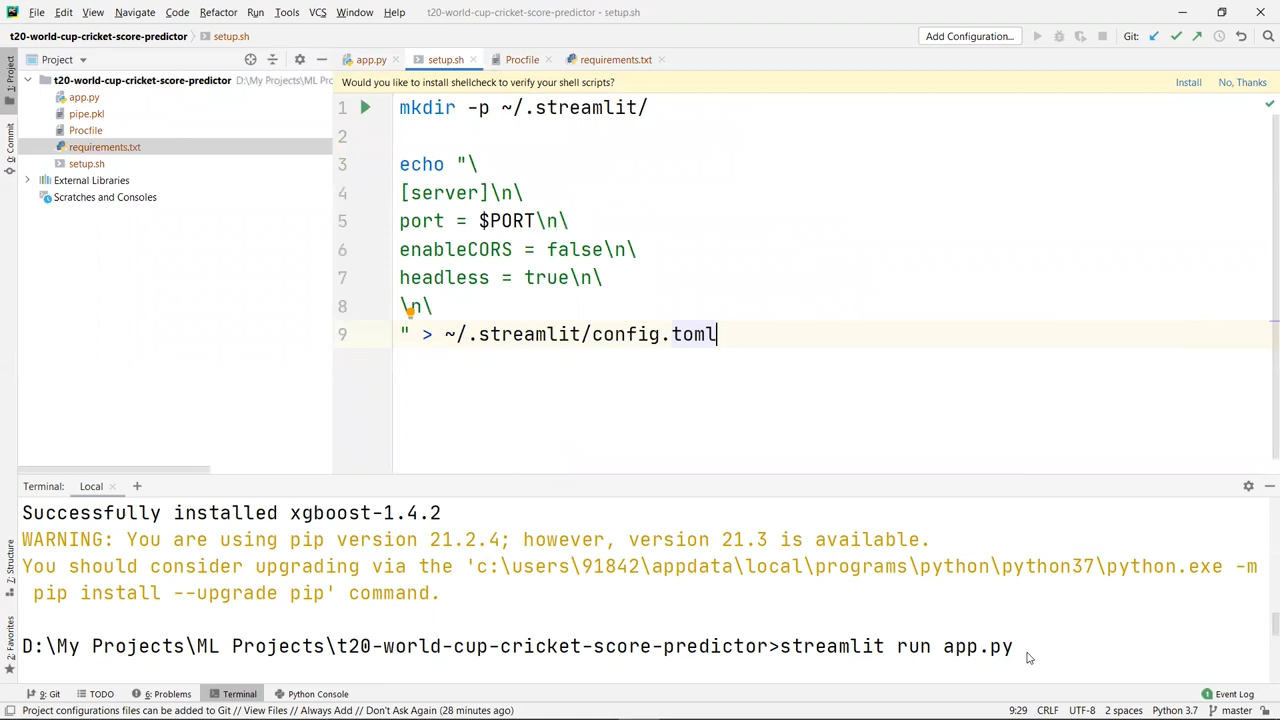 File Edit View Navigate Code Refactor Run Tools VCS Window Help t20-world-cup-cricket-score-predictor - setup.sh
t20-world-cup-cricket-score-predictor setup.sh Add Configuration... Git:
Project app.py setup.sh Procfile requirements.txt
1: Project
0: Commit
t20-world-cup-cricket-score-predictor D:\My Projects\ML Pro
app.py
pipe.pkl
Procfile
requirements.txt
setup.sh
External Libraries
Scratches and Consoles
Would you like to install shellcheck to verify your shell scripts? Install No, Thanks
1 mkdir -p ~/.streamlit/
2
3 echo "\
4 [server]\n\
5 port = $PORT\n\
6 enableCORS = false\n\
7 headless = true\n\
8 \n\
9 " > ~/.streamlit/config.toml
Terminal: Local
Z: Structure
2: Favorites
Successfully installed xgboost-1.4.2
WARNING: You are using pip version 21.2.4; however, version 21.3 is available.
You should consider upgrading via the 'c:\users\91842\appdata\local\programs\python\python37\python.exe -m
pip install --upgrade pip' command.
D:\My Projects\ML Projects\t20-world-cup-cricket-score-predictor>streamlit run app.py
9: Git TODO 6: Problems Terminal Python Console Event Log
Project configurations files can be added to Git // View Files // Always Add // Don't Ask Again (28 minutes ago) 9:29 CRLF UTF-8 2 spaces Python 3.7 master